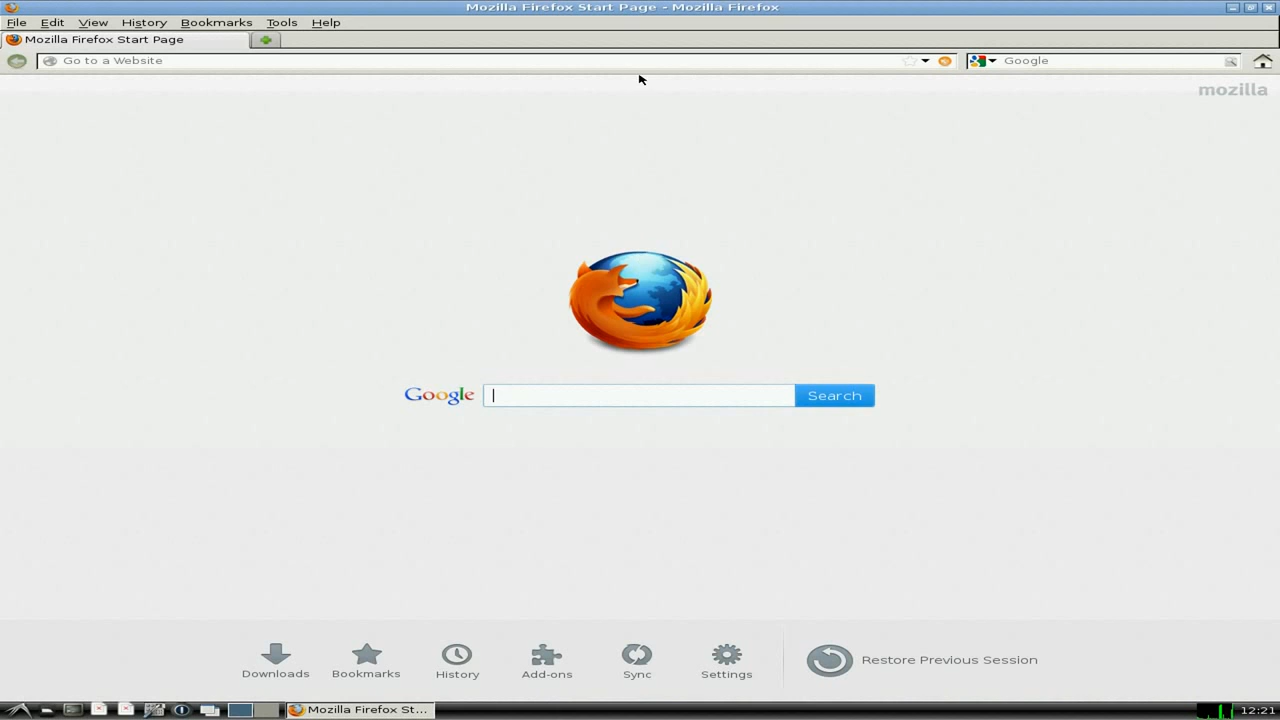 Mozilla Firefox Start Page - Mozilla Firefox
File Edit View History Bookmarks Tools Help
Mozilla Firefox Start Page
Go to a Website
Google
mozilla
Google
Search
Downloads
Bookmarks
History
Add-ons
Sync
Settings
Restore Previous Session
Mozilla Firefox St...
12:21